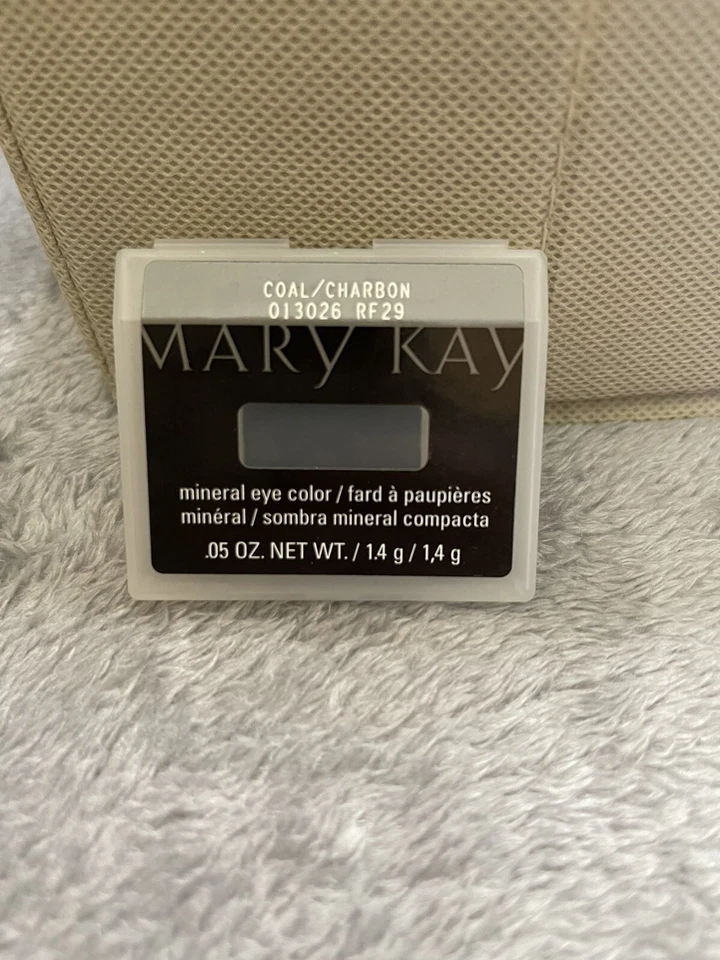 COAL/CHARBON
013026 RF29
MARY KAY
mineral eye color / fard à paupières
minéral / sombra mineral compacta
.05 OZ. NET WT. / 1.4 g / 1,4 g